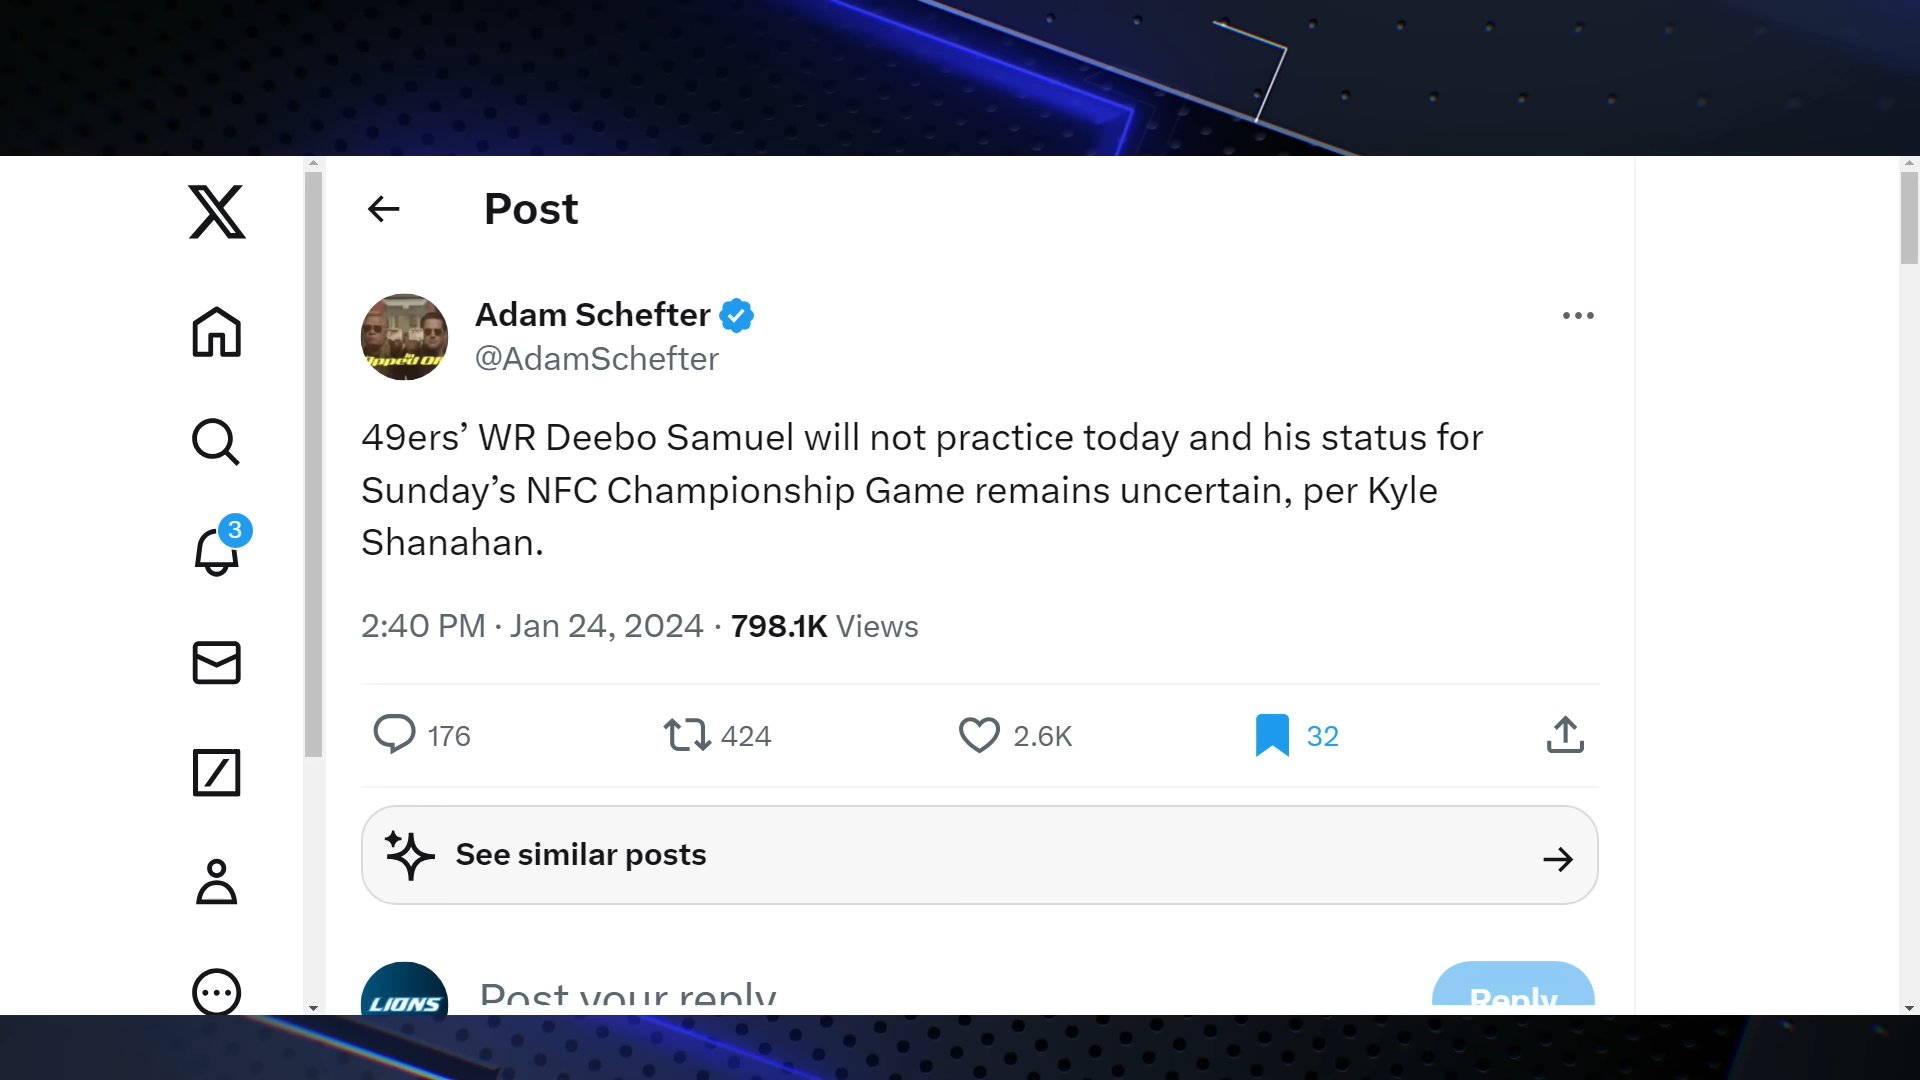 Post
Adam Schefter
@AdamSchefter
49ers’ WR Deebo Samuel will not practice today and his status for
Sunday’s NFC Championship Game remains uncertain, per Kyle
Shanahan.
3
2:40 PM · Jan 24, 2024 · 798.1K Views
176 424 2.6K 32
See similar posts
LIONS Post your reply Reply